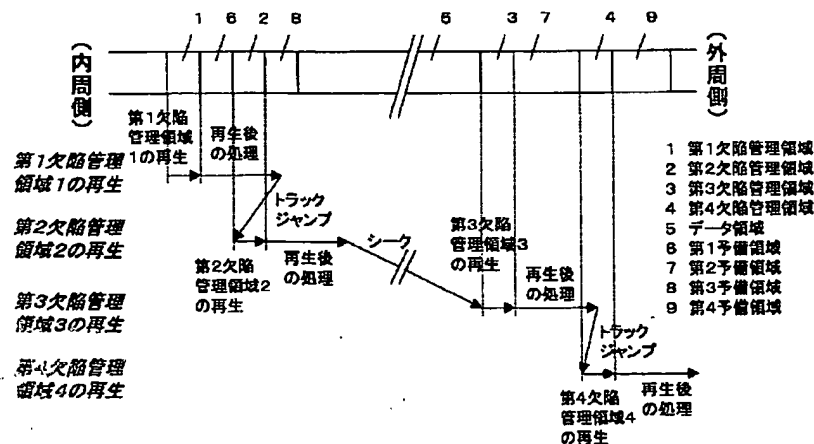 1 6 2 8 5 3 7 4 9
(内周側)
(外周側)
第1欠陥
管理領域
1の再生
再生後
の処理
第1欠陥管理
領域1の再生
トラック
ジャンプ
第2欠陥管理
領域2の再生
第2欠陥
管理領域2
の再生
再生後
の処理
シーク
第3欠陥
管理領域3
の再生
再生後
の処理
第3欠陥管理
領域3の再生
トラック
ジャンプ
第4欠陥管理
領域4の再生
第4欠陥
管理領域4
の再生
再生後
の処理
1 第1欠陥管理領域
2 第2欠陥管理領域
3 第3欠陥管理領域
4 第4欠陥管理領域
5 データ領域
6 第1予備領域
7 第2予備領域
8 第3予備領域
9 第4予備領域